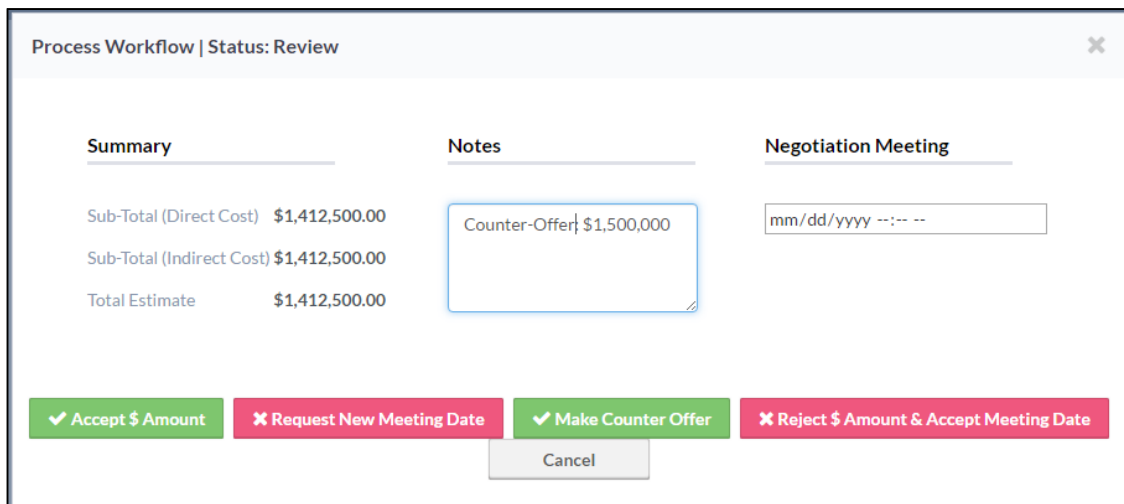 Process Workflow | Status: Review
Summary
Notes
Negotiation Meeting
Sub-Total (Direct Cost) $1,412,500.00
Counter-Offer: $1,500,000
mm/dd/yyyy --:-- --
Sub-Total (Indirect Cost) $1,412,500.00
Total Estimate $1,412,500.00
Accept $ Amount
Request New Meeting Date
Make Counter Offer
Reject $ Amount & Accept Meeting Date
Cancel